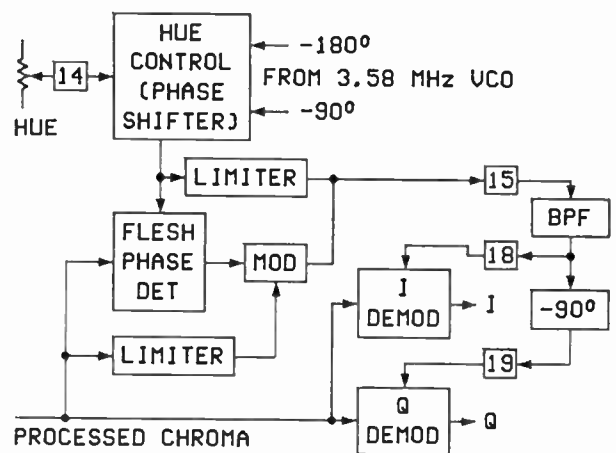 HUE
CONTROL
(PHASE
SHIFTER)
-180°
FROM 3.58 MHz VCO
-90°
14
HUE
LIMITER
15
BPF
FLESH
PHASE
DET
MOD
18
I
DEMOD
I
-90°
LIMITER
19
Q
DEMOD
Q
PROCESSED CHROMA